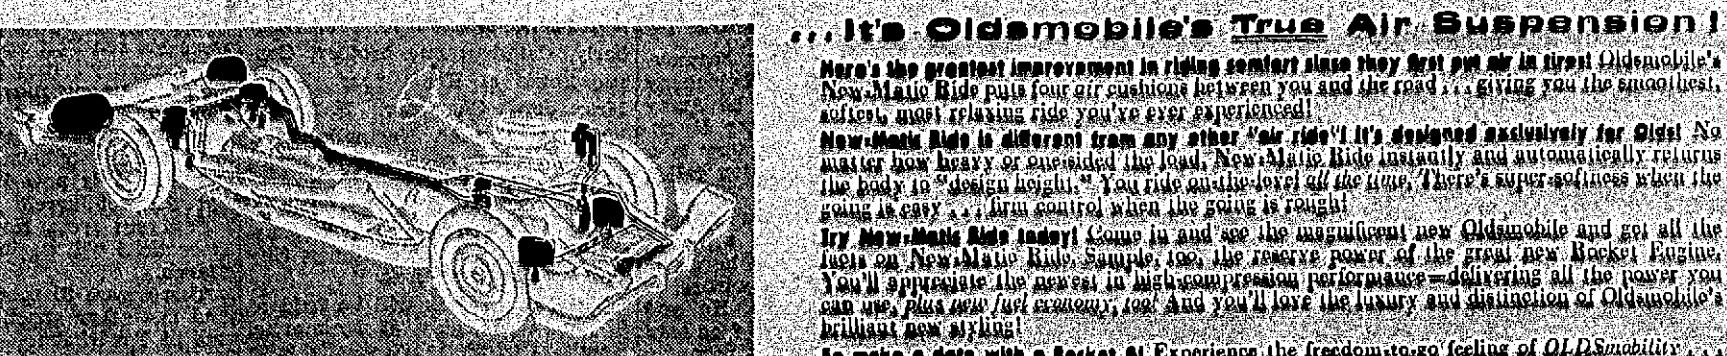 ...It's Oldsmobile's True Air Suspension!
Here's the greatest improvement in riding comfort since they first put air in tires! Oldsmobile's
New-Matic Ride puts four air cushions between you and the road . . . giving you the smoothest,
softest, most relaxing ride you've ever experienced!
New-Matic Ride is different from any other "air ride"! It's designed exclusively for Olds! No
matter how heavy or one-sided the load, New-Matic Ride instantly and automatically returns
the body to "design height." You ride on-the-level all the time. There's super-softness when the
going is easy . . . firm control when the going is rough!
Try New-Matic Ride today! Come in and see the magnificent new Oldsmobile and get all the
facts on New-Matic Ride. Sample, too, the reserve power of the great new Rocket Engine.
You'll appreciate the newest in high-compression performance—delivering all the power you
can use, plus new fuel economy, too! And you'll love the luxury and distinction of Oldsmobile's
brilliant new styling!
So make a date with a Rocket 8! Experience the freedom-to-go feeling of OLDSmobility . . .